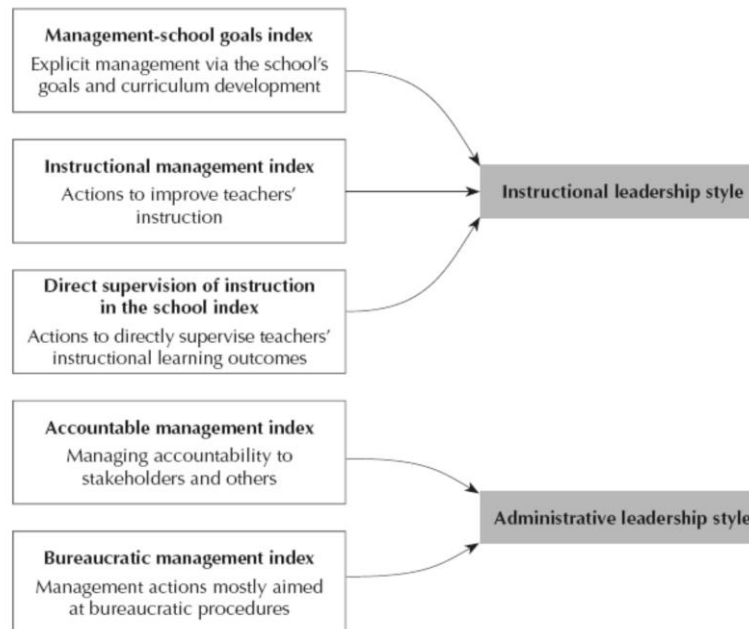 Management-school goals index
Explicit management via the school's
goals and curriculum development
Instructional management index
Actions to improve teachers'
instruction
Instructional leadership style
Direct supervision of instruction
in the school index
Actions to directly supervise teachers'
instructional learning outcomes
Accountable management index
Managing accountability to
stakeholders and others
Administrative leadership style
Bureaucratic management index
Management actions mostly aimed
at bureaucratic procedures